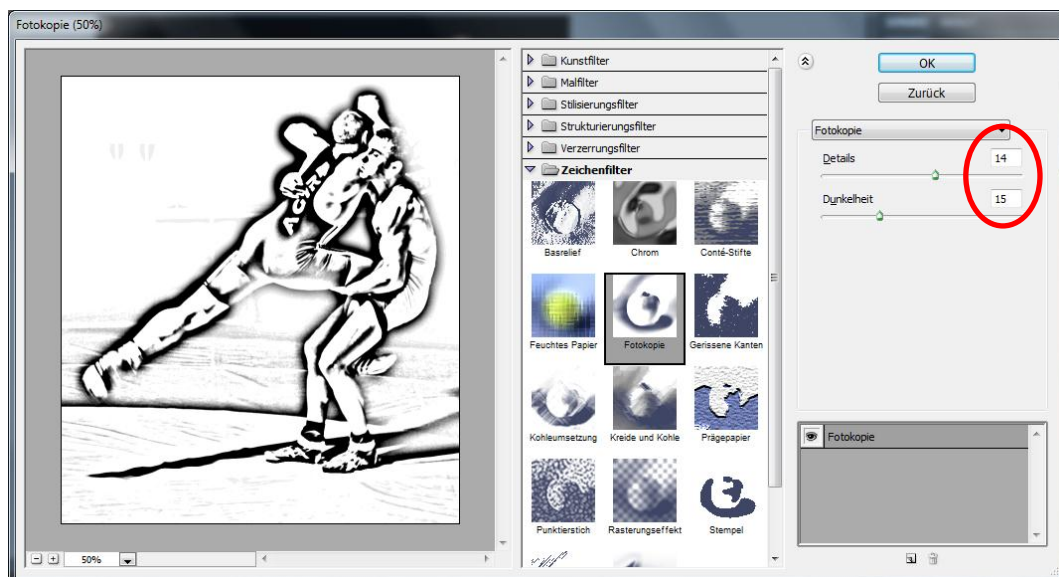 Fotokopie (50%)
Kunstfilter
Malfilter
Stilisierungsfilter
Strukturierungsfilter
Verzerrungsfilter
Zeichenfilter
Basrelief
Chrom
Conté-Stifte
Feuchtes Papier
Fotokopie
Gerissene Kanten
Kohleumsetzung
Kreide und Kohle
Prägepapier
Punktierstich
Rasterungseffekt
Stempel
50%
OK
Zurück
Fotokopie
Details 14
Dunkelheit 15
Fotokopie